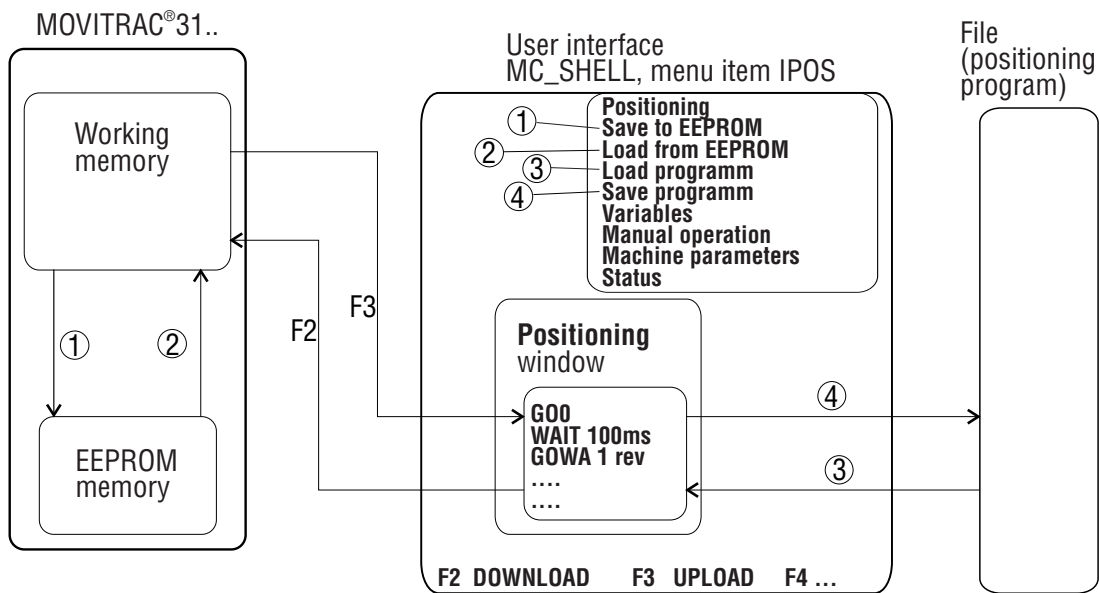 MOVITRAC®31..
Working
memory
①
②
EEPROM
memory
F2
F3
User interface
MC_SHELL, menu item IPOS
Positioning
① Save to EEPROM
② Load from EEPROM
③ Load programm
④ Save programm
Variables
Manual operation
Machine parameters
Status
Positioning
window
GO0
WAIT 100ms
GOWA 1 rev
....
....
④
③
F2 DOWNLOAD F3 UPLOAD F4 ...
File
(positioning
program)